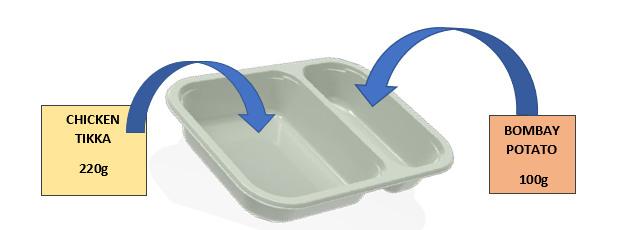 CHICKEN
TIKKA
220g
BOMBAY
POTATO
100g